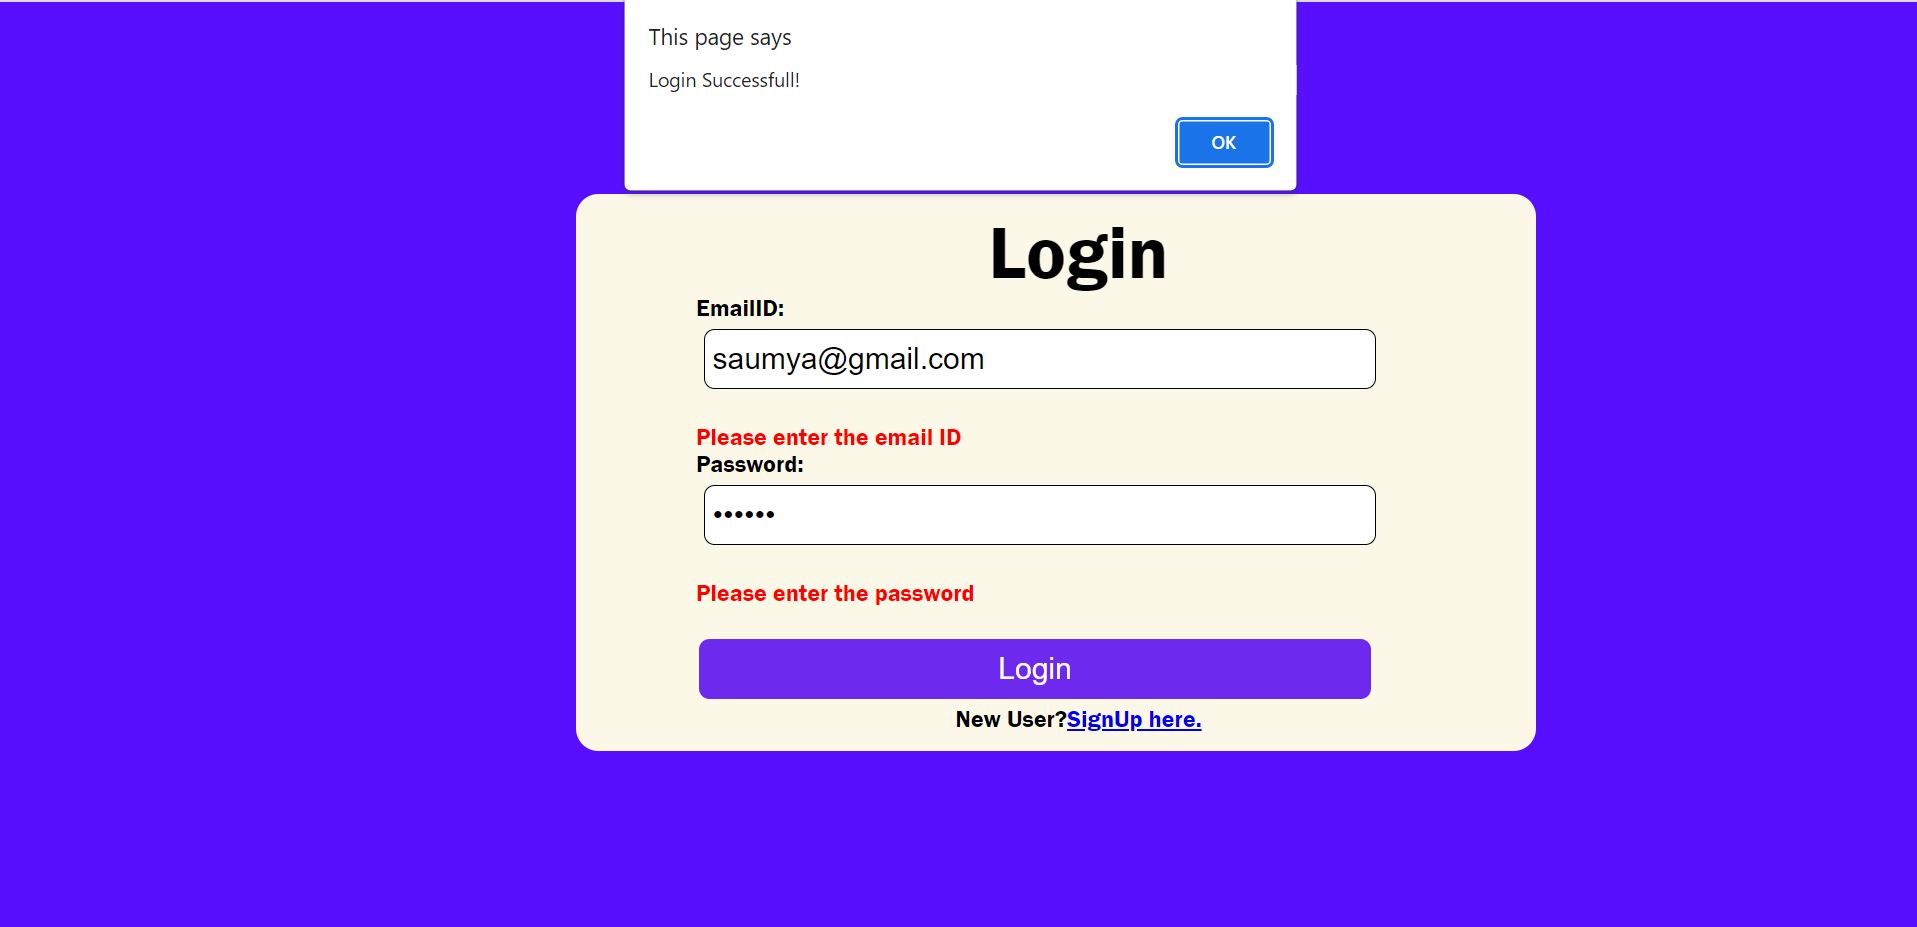 This page says
Login Successfull!
OK
Login
EmailID:
saumya@gmail.com
Please enter the email ID
Password:
••••••
Please enter the password
Login
New User?SignUp here.